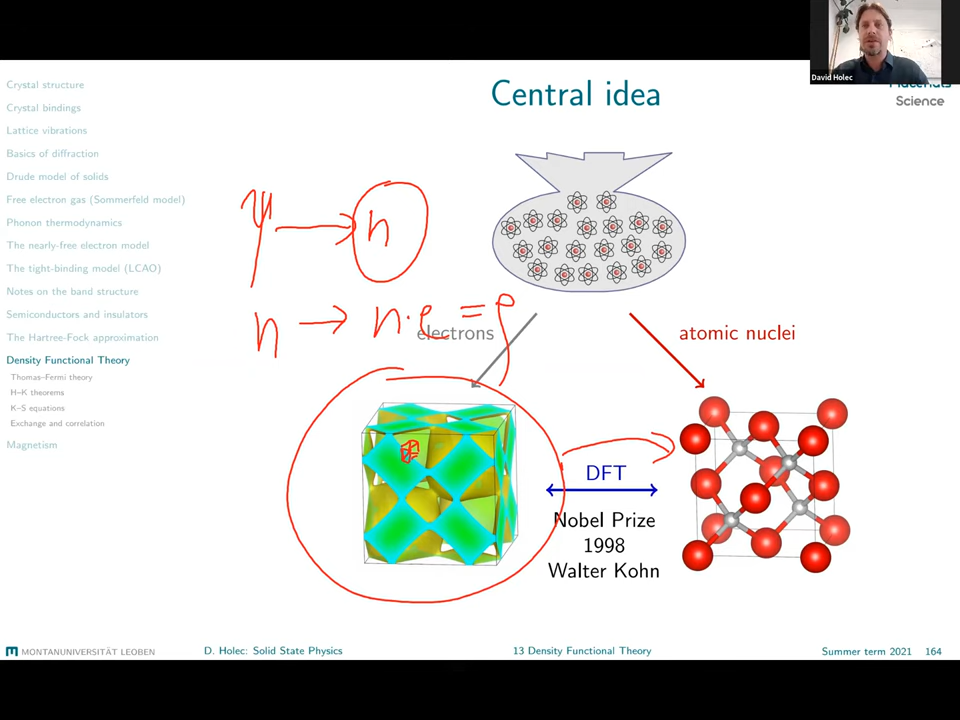 David Holec
Materials
Science
Central idea
Crystal structure
Crystal bindings
Lattice vibrations
Basics of diffraction
Drude model of solids
Free electron gas (Sommerfeld model)
Phonon thermodynamics
The nearly-free electron model
The tight-binding model (LCAO)
Notes on the band structure
Semiconductors and insulators
The Hartree-Fock approximation
Density Functional Theory
Thomas–Fermi theory
H–K theorems
K–S equations
Exchange and correlation
Magnetism
ψ → n
n → n·e = ρ
electrons
atomic nuclei
DFT
Nobel Prize
1998
Walter Kohn
MONTANUNIVERSITÄT LEOBEN
D. Holec: Solid State Physics
13 Density Functional Theory
Summer term 2021 164